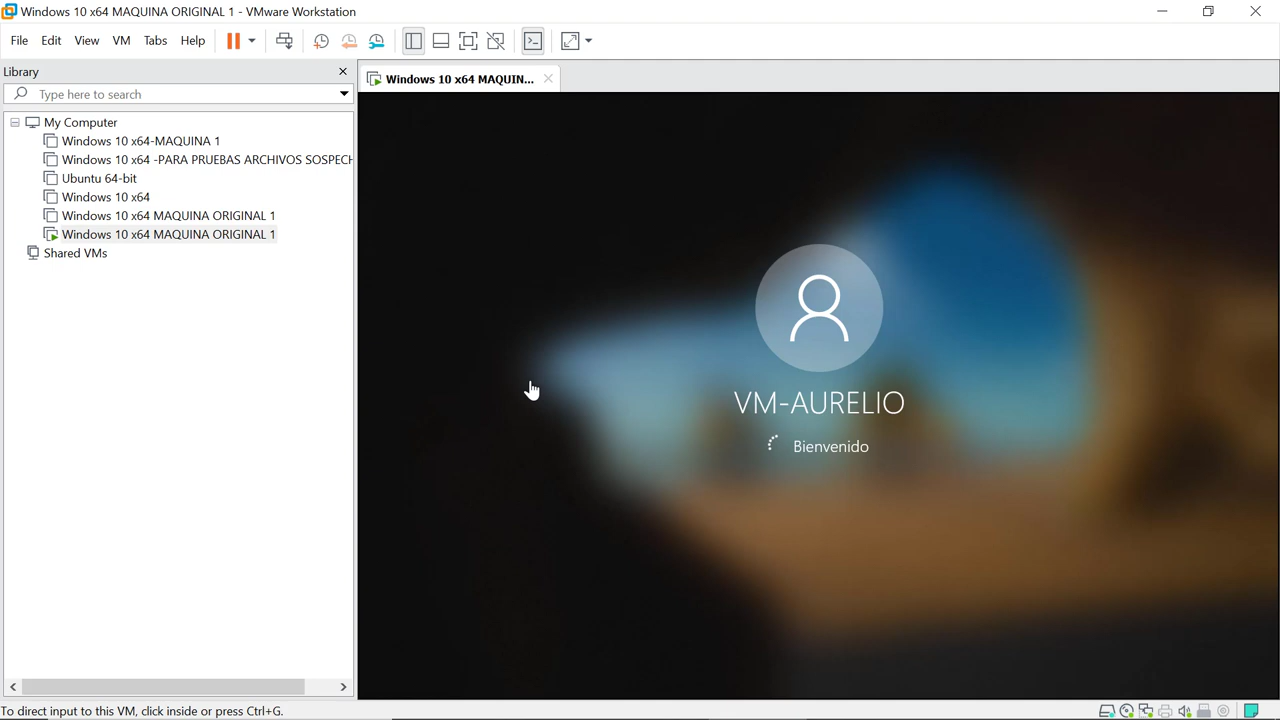 Windows 10 x64 MAQUINA ORIGINAL 1 - VMware Workstation
File Edit View VM Tabs Help
Library
Type here to search
My Computer
Windows 10 x64-MAQUINA 1
Windows 10 x64 -PARA PRUEBAS ARCHIVOS SOSPECH
Ubuntu 64-bit
Windows 10 x64
Windows 10 x64 MAQUINA ORIGINAL 1
Windows 10 x64 MAQUINA ORIGINAL 1
Shared VMs
Windows 10 x64 MAQUIN...
VM-AURELIO
Bienvenido
To direct input to this VM, click inside or press Ctrl+G.